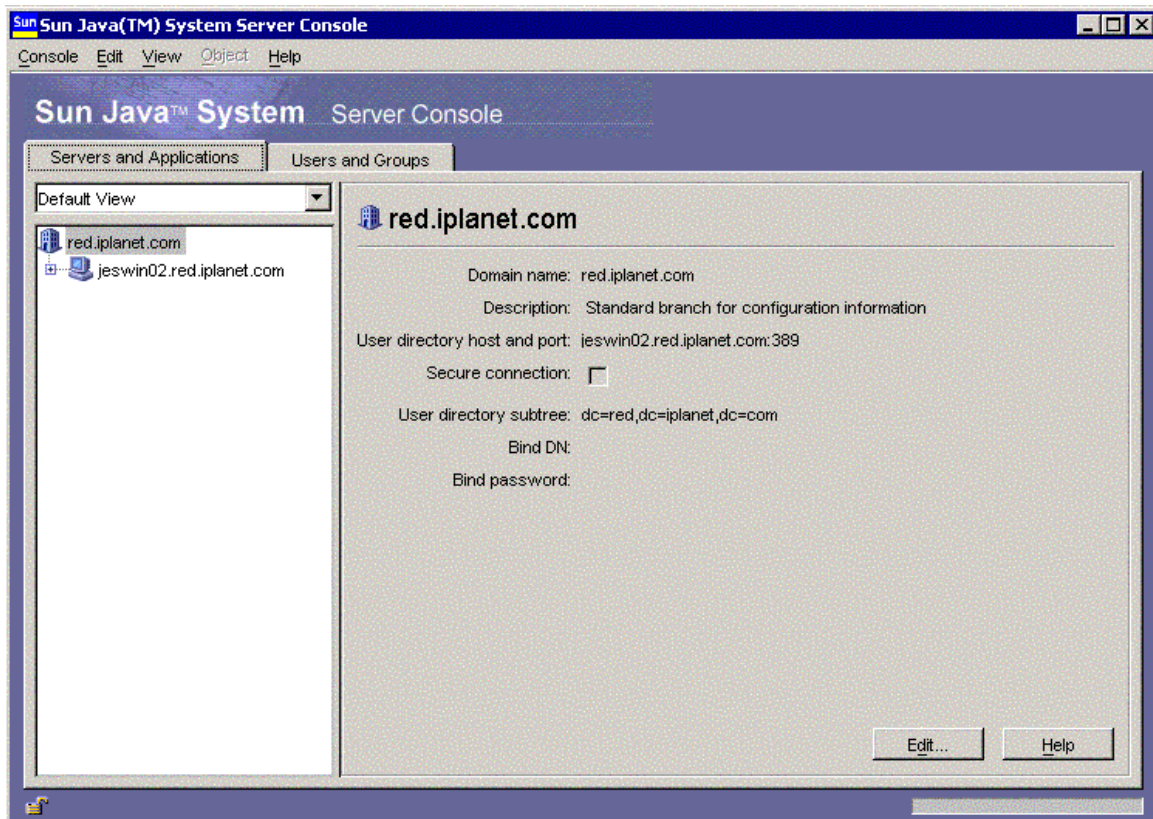 Sun Sun Java(TM) System Server Console
Console Edit View Object Help
Sun Java™ System Server Console
Servers and Applications Users and Groups
Default View
red.iplanet.com
jeswin02.red.iplanet.com
red.iplanet.com
Domain name: red.iplanet.com
Description: Standard branch for configuration information
User directory host and port: jeswin02.red.iplanet.com:389
Secure connection:
User directory subtree: dc=red,dc=iplanet,dc=com
Bind DN:
Bind password:
Edit... Help